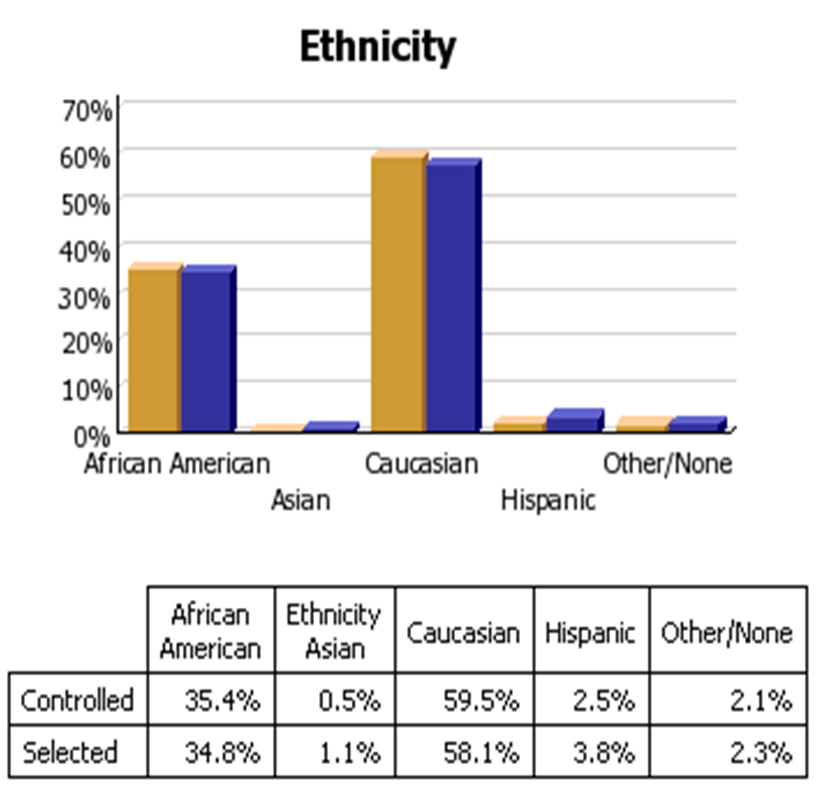 Ethnicity
70%
60%
50%
40%
30%
20%
10%
0%
African American
Asian
Caucasian
Hispanic
Other/None
African American
Ethnicity Asian
Caucasian
Hispanic
Other/None
Controlled 35.4% 0.5% 59.5% 2.5% 2.1%
Selected 34.8% 1.1% 58.1% 3.8% 2.3%